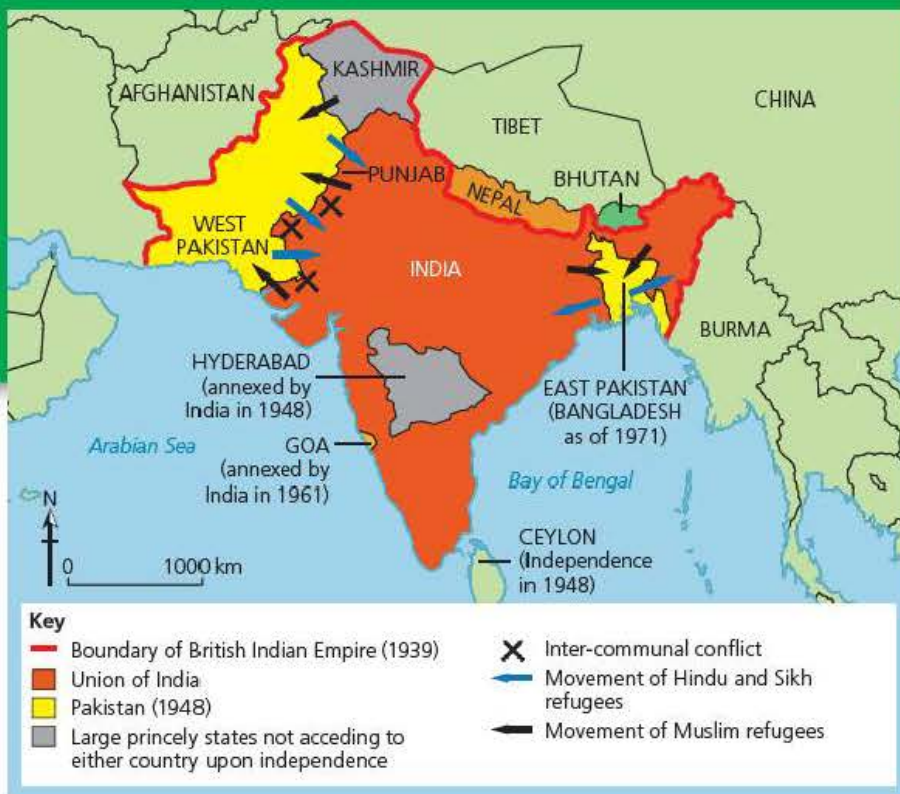 AFGHANISTAN
KASHMIR
CHINA
TIBET
PUNJAB
NEPAL
BHUTAN
WEST
PAKISTAN
INDIA
BURMA
HYDERABAD
(annexed by
India in 1948)
EAST PAKISTAN
(BANGLADESH
as of 1971)
Arabian Sea
GOA
(annexed by
India in 1961)
Bay of Bengal
N
0 1000 km
CEYLON
(Independence
in 1948)
Key
Boundary of British Indian Empire (1939)
Union of India
Pakistan (1948)
Large princely states not acceding to
either country upon independence
Inter-communal conflict
Movement of Hindu and Sikh
refugees
Movement of Muslim refugees